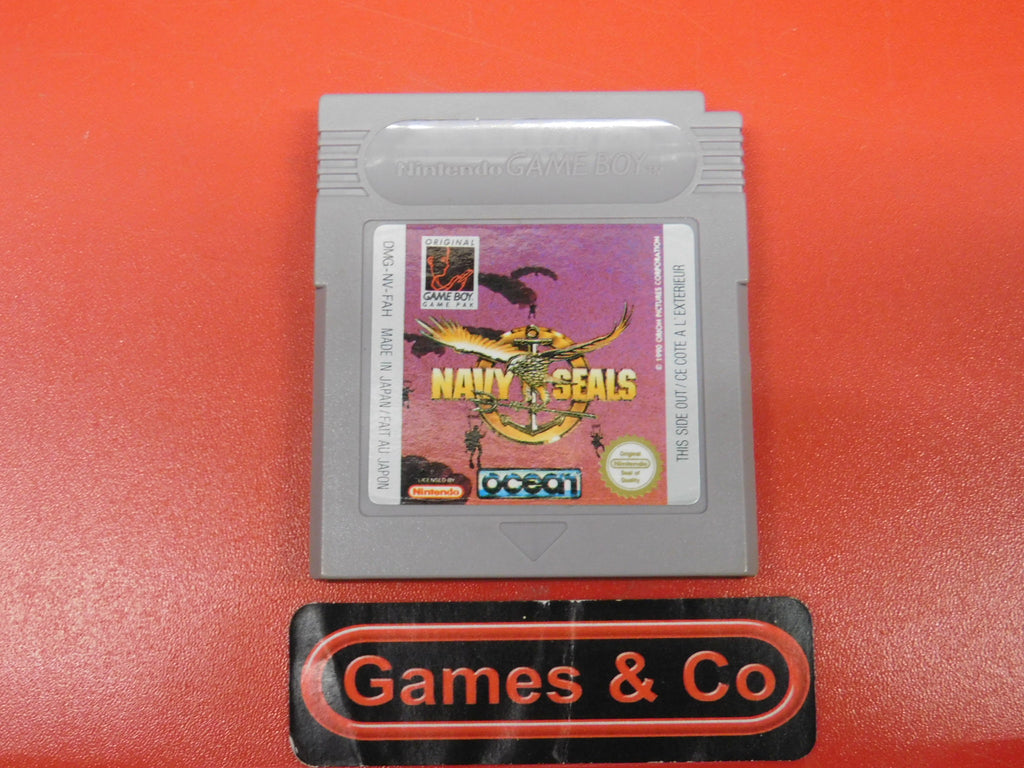 Nintendo GAME BOY TM
DMG-NV-FAH MADE IN JAPAN/FAIT AU JAPON
ORIGINAL
GAME BOY
GAME PAK
© 1990 ORION PICTURES CORPORATION
THIS SIDE OUT/CE COTE A L'EXTERIEUR
NAVY SEALS
LICENSED BY
Nintendo
ocean
Original
Nintendo
Seal of
Quality
Games & Co